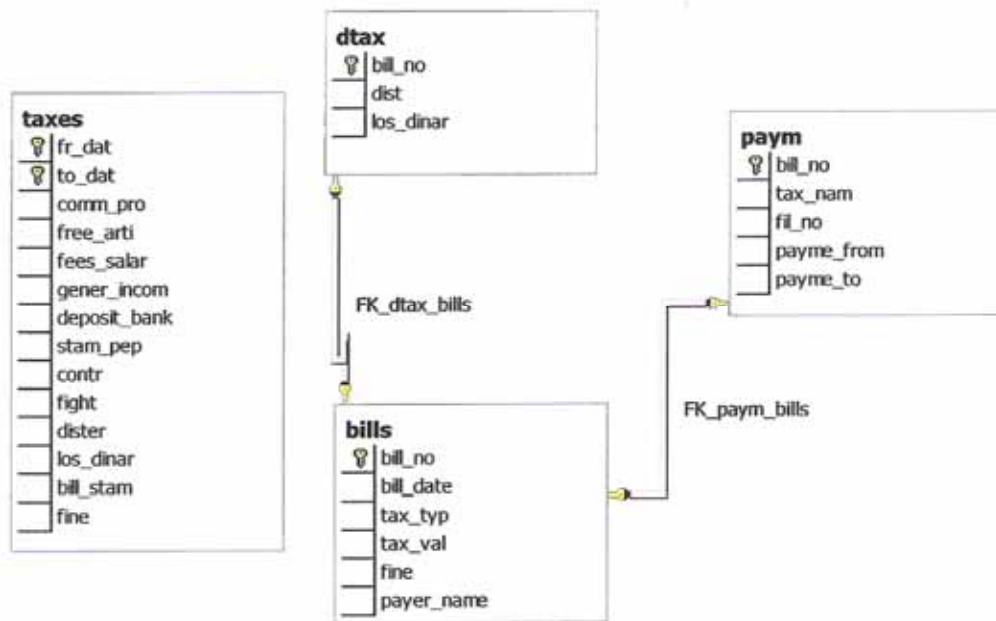 dtax
bill_no
dist
los_dinar
taxes
fr_dat
to_dat
comm_pro
free_arti
fees_salar
gener_incom
deposit_bank
stam_pep
contr
fight
dister
los_dinar
bill_stam
fine
paym
bill_no
tax_nam
fil_no
payme_from
payme_to
FK_dtax_bills
FK_paym_bills
bills
bill_no
bill_date
tax_typ
tax_val
fine
payer_name